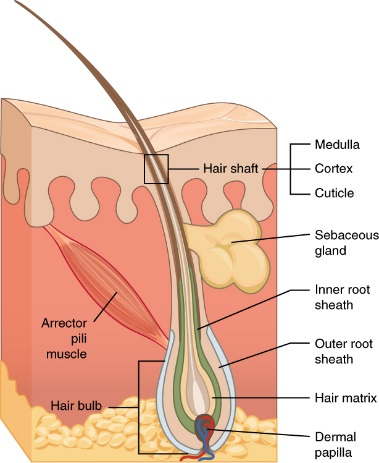 Medulla
Hair shaft
Cortex
Cuticle
Sebaceous
gland
Inner root
sheath
Arrector
pili
muscle
Outer root
sheath
Hair bulb
Hair matrix
Dermal
papilla